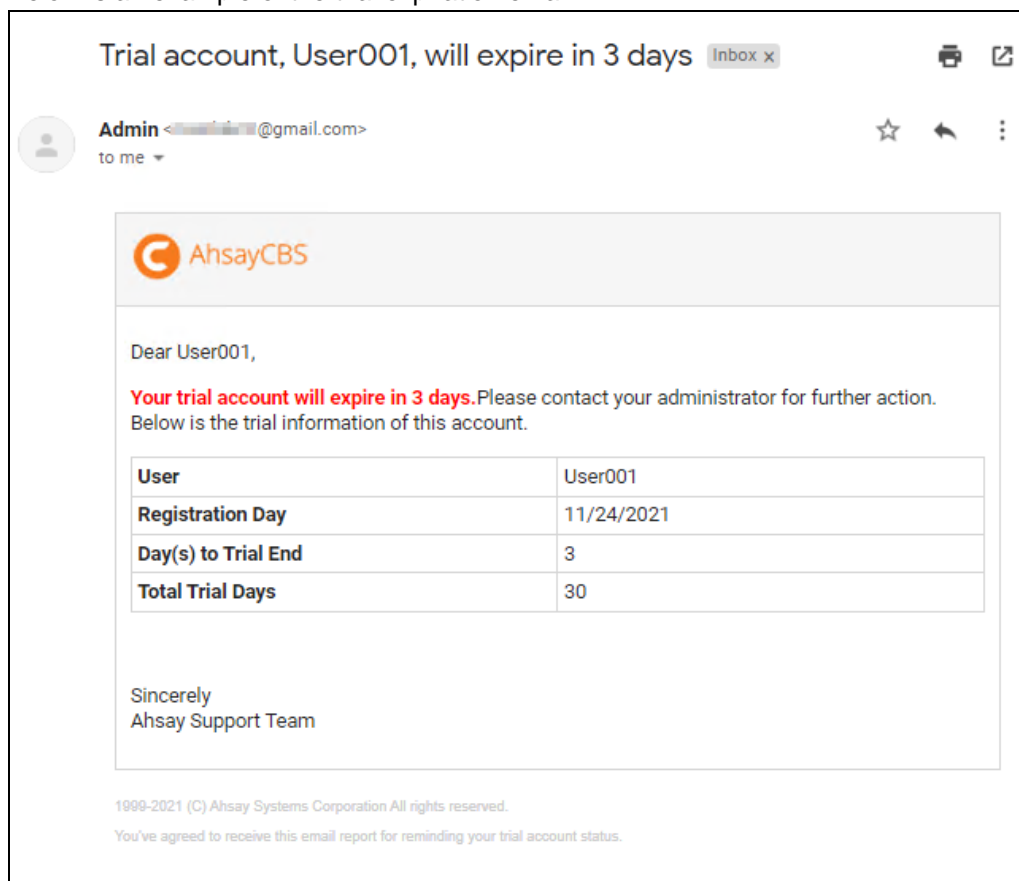 Trial account, User001, will expire in 3 days Inbox x
Admin < @gmail.com>
to me
AhsayCBS
Dear User001,
Your trial account will expire in 3 days.Please contact your administrator for further action.
Below is the trial information of this account.
User User001
Registration Day 11/24/2021
Day(s) to Trial End 3
Total Trial Days 30
Sincerely
Ahsay Support Team
1999-2021 (C) Ahsay Systems Corporation All rights reserved.
You've agreed to receive this email report for reminding your trial account status.